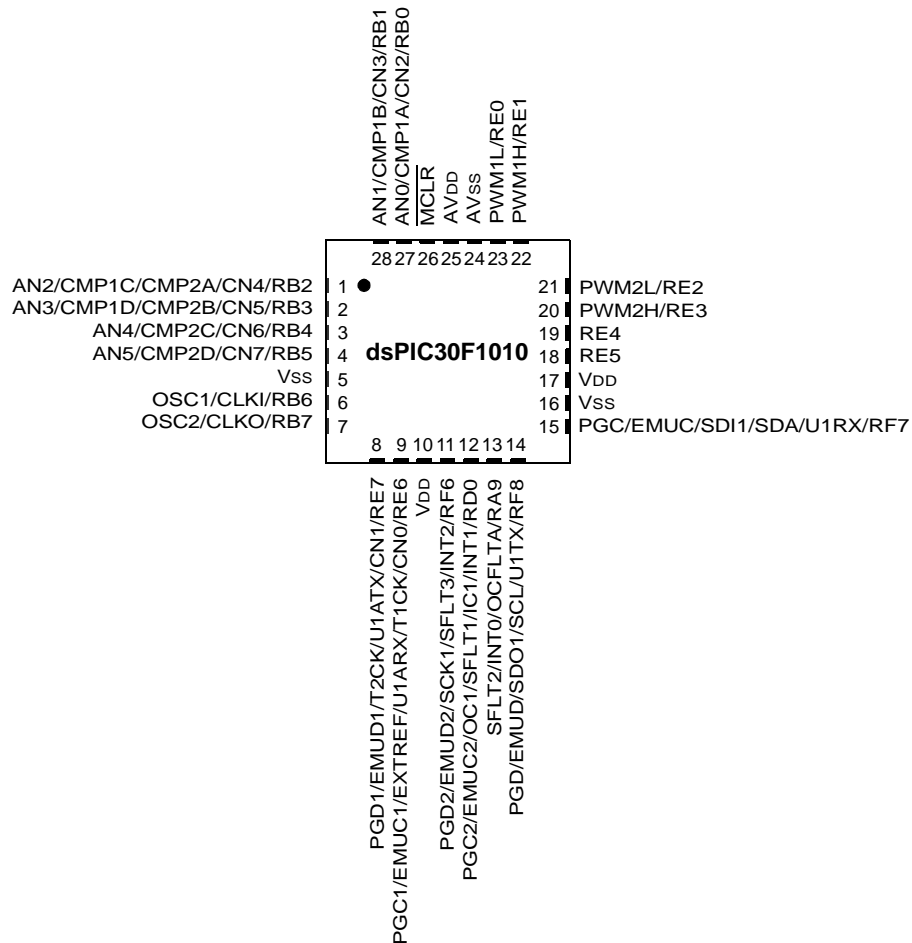 AN1/CMP1B/CN3/RB1
AN0/CMP1A/CN2/RB0
MCLR
AVDD
AVSS
PWM1L/RE0
PWM1H/RE1
28 27 26 25 24 23 22
AN2/CMP1C/CMP2A/CN4/RB2 1
AN3/CMP1D/CMP2B/CN5/RB3 2
AN4/CMP2C/CN6/RB4 3
AN5/CMP2D/CN7/RB5 4
VSS 5
OSC1/CLKI/RB6 6
OSC2/CLKO/RB7 7
dsPIC30F1010
21 PWM2L/RE2
20 PWM2H/RE3
19 RE4
18 RE5
17 VDD
16 VSS
15 PGC/EMUC/SDI1/SDA/U1RX/RF7
8 9 10 11 12 13 14
PGD1/EMUD1/T2CK/U1ATX/CN1/RE7
PGC1/EMUC1/EXTREF/U1ARX/T1CK/CN0/RE6
VDD
PGD2/EMUD2/SCK1/SFLT3/INT2/RF6
PGC2/EMUC2/OC1/SFLT1/IC1/INT1/RD0
SFLT2/INT0/OCFLTA/RA9
PGD/EMUD/SDO1/SCL/U1TX/RF8